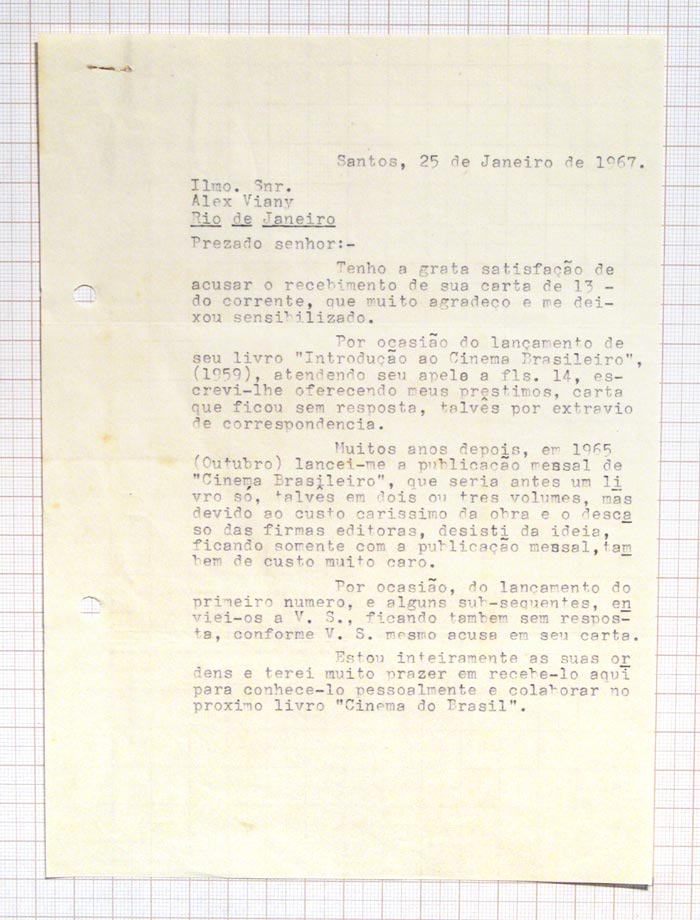 Santos, 25 de Janeiro de 1967.
Ilmo. Snr.
Alex Viany
Rio de Janeiro
Prezado senhor:-
Tenho a grata satisfação de
acusar o recebimento de sua carta de 13 -
do corrente, que muito agradeço e me dei-
xou sensibilizado.
Por ocasião do lançamento de
seu livro "Introdução ao Cinema Brasileiro",
(1959), atendendo seu apelo a fls. 14, es-
crevi-lhe oferecendo meus prestimos, carta
que ficou sem resposta, talvês por extravio
de correspondencia.
Muitos anos depois, em 1965
(Outubro) lancei-me a publicação mensal de
"Cinema Brasileiro", que seria antes um li
vro só, talvês em dois ou tres volumes, mas
devido ao custo carissimo da obra e o desca
so das firmas editoras, desisti da ideia,
ficando somente com a publicação mensal, tam
bem de custo muito caro.
Por ocasião, do lançamento do
primeiro numero, e alguns sub-sequentes, en
viei-os a V. S., ficando tambem sem respos-
ta, conforme V. S. mesmo acusa em seu carta.
Estou inteiramente as suas or
dens e terei muito prazer em recebe-lo aqui
para conhece-lo pessoalmente e colaborar no
proximo livro "Cinema do Brasil".